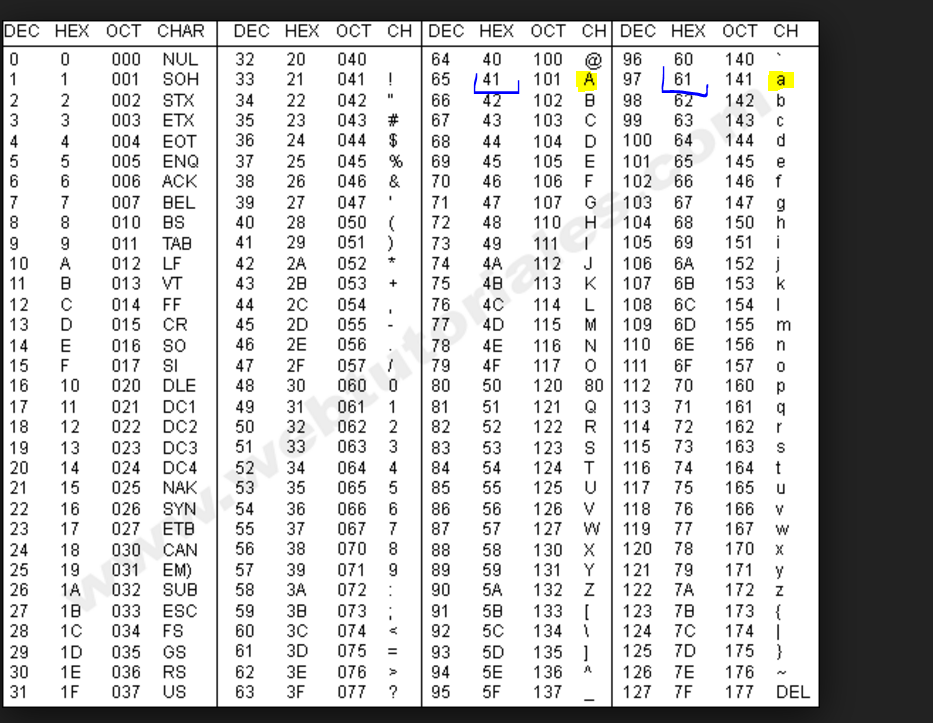 DEC HEX OCT CHAR DEC HEX OCT CH DEC HEX OCT CH DEC HEX OCT CH
0 0 000 NUL 32 20 040 64 40 100 @ 96 60 140 `
1 1 001 SOH 33 21 041 ! 65 41 101 A 97 61 141 a
2 2 002 STX 34 22 042 " 66 42 102 B 98 62 142 b
3 3 003 ETX 35 23 043 # 67 43 103 C 99 63 143 c
4 4 004 EOT 36 24 044 $ 68 44 104 D 100 64 144 d
5 5 005 ENQ 37 25 045 % 69 45 105 E 101 65 145 e
6 6 006 ACK 38 26 046 & 70 46 106 F 102 66 146 f
7 7 007 BEL 39 27 047 ' 71 47 107 G 103 67 147 g
8 8 010 BS 40 28 050 ( 72 48 110 H 104 68 150 h
9 9 011 TAB 41 29 051 ) 73 49 111 I 105 69 151 i
10 A 012 LF 42 2A 052 * 74 4A 112 J 106 6A 152 j
11 B 013 VT 43 2B 053 + 75 4B 113 K 107 6B 153 k
12 C 014 FF 44 2C 054 , 76 4C 114 L 108 6C 154 l
13 D 015 CR 45 2D 055 - 77 4D 115 M 109 6D 155 m
14 E 016 SO 46 2E 056 . 78 4E 116 N 110 6E 156 n
15 F 017 SI 47 2F 057 / 79 4F 117 O 111 6F 157 o
16 10 020 DLE 48 30 060 0 80 50 120 80 112 70 160 p
17 11 021 DC1 49 31 061 1 81 51 121 Q 113 71 161 q
18 12 022 DC2 50 32 062 2 82 52 122 R 114 72 162 r
19 13 023 DC3 51 33 063 3 83 53 123 S 115 73 163 s
20 14 024 DC4 52 34 064 4 84 54 124 T 116 74 164 t
21 15 025 NAK 53 35 065 5 85 55 125 U 117 75 165 u
22 16 026 SYN 54 36 066 6 86 56 126 V 118 76 166 v
23 17 027 ETB 55 37 067 7 87 57 127 W 119 77 167 w
24 18 030 CAN 56 38 070 8 88 58 130 X 120 78 170 x
25 19 031 EM) 57 39 071 9 89 59 131 Y 121 79 171 y
26 1A 032 SUB 58 3A 072 : 90 5A 132 Z 122 7A 172 z
27 1B 033 ESC 59 3B 073 ; 91 5B 133 [ 123 7B 173 {
28 1C 034 FS 60 3C 074 < 92 5C 134 \ 124 7C 174 |
29 1D 035 GS 61 3D 075 = 93 5D 135 ] 125 7D 175 }
30 1E 036 RS 62 3E 076 > 94 5E 136 ^ 126 7E 176 ~
31 1F 037 US 63 3F 077 ? 95 5F 137 _ 127 7F 177 DEL
www.webtutoriales.com